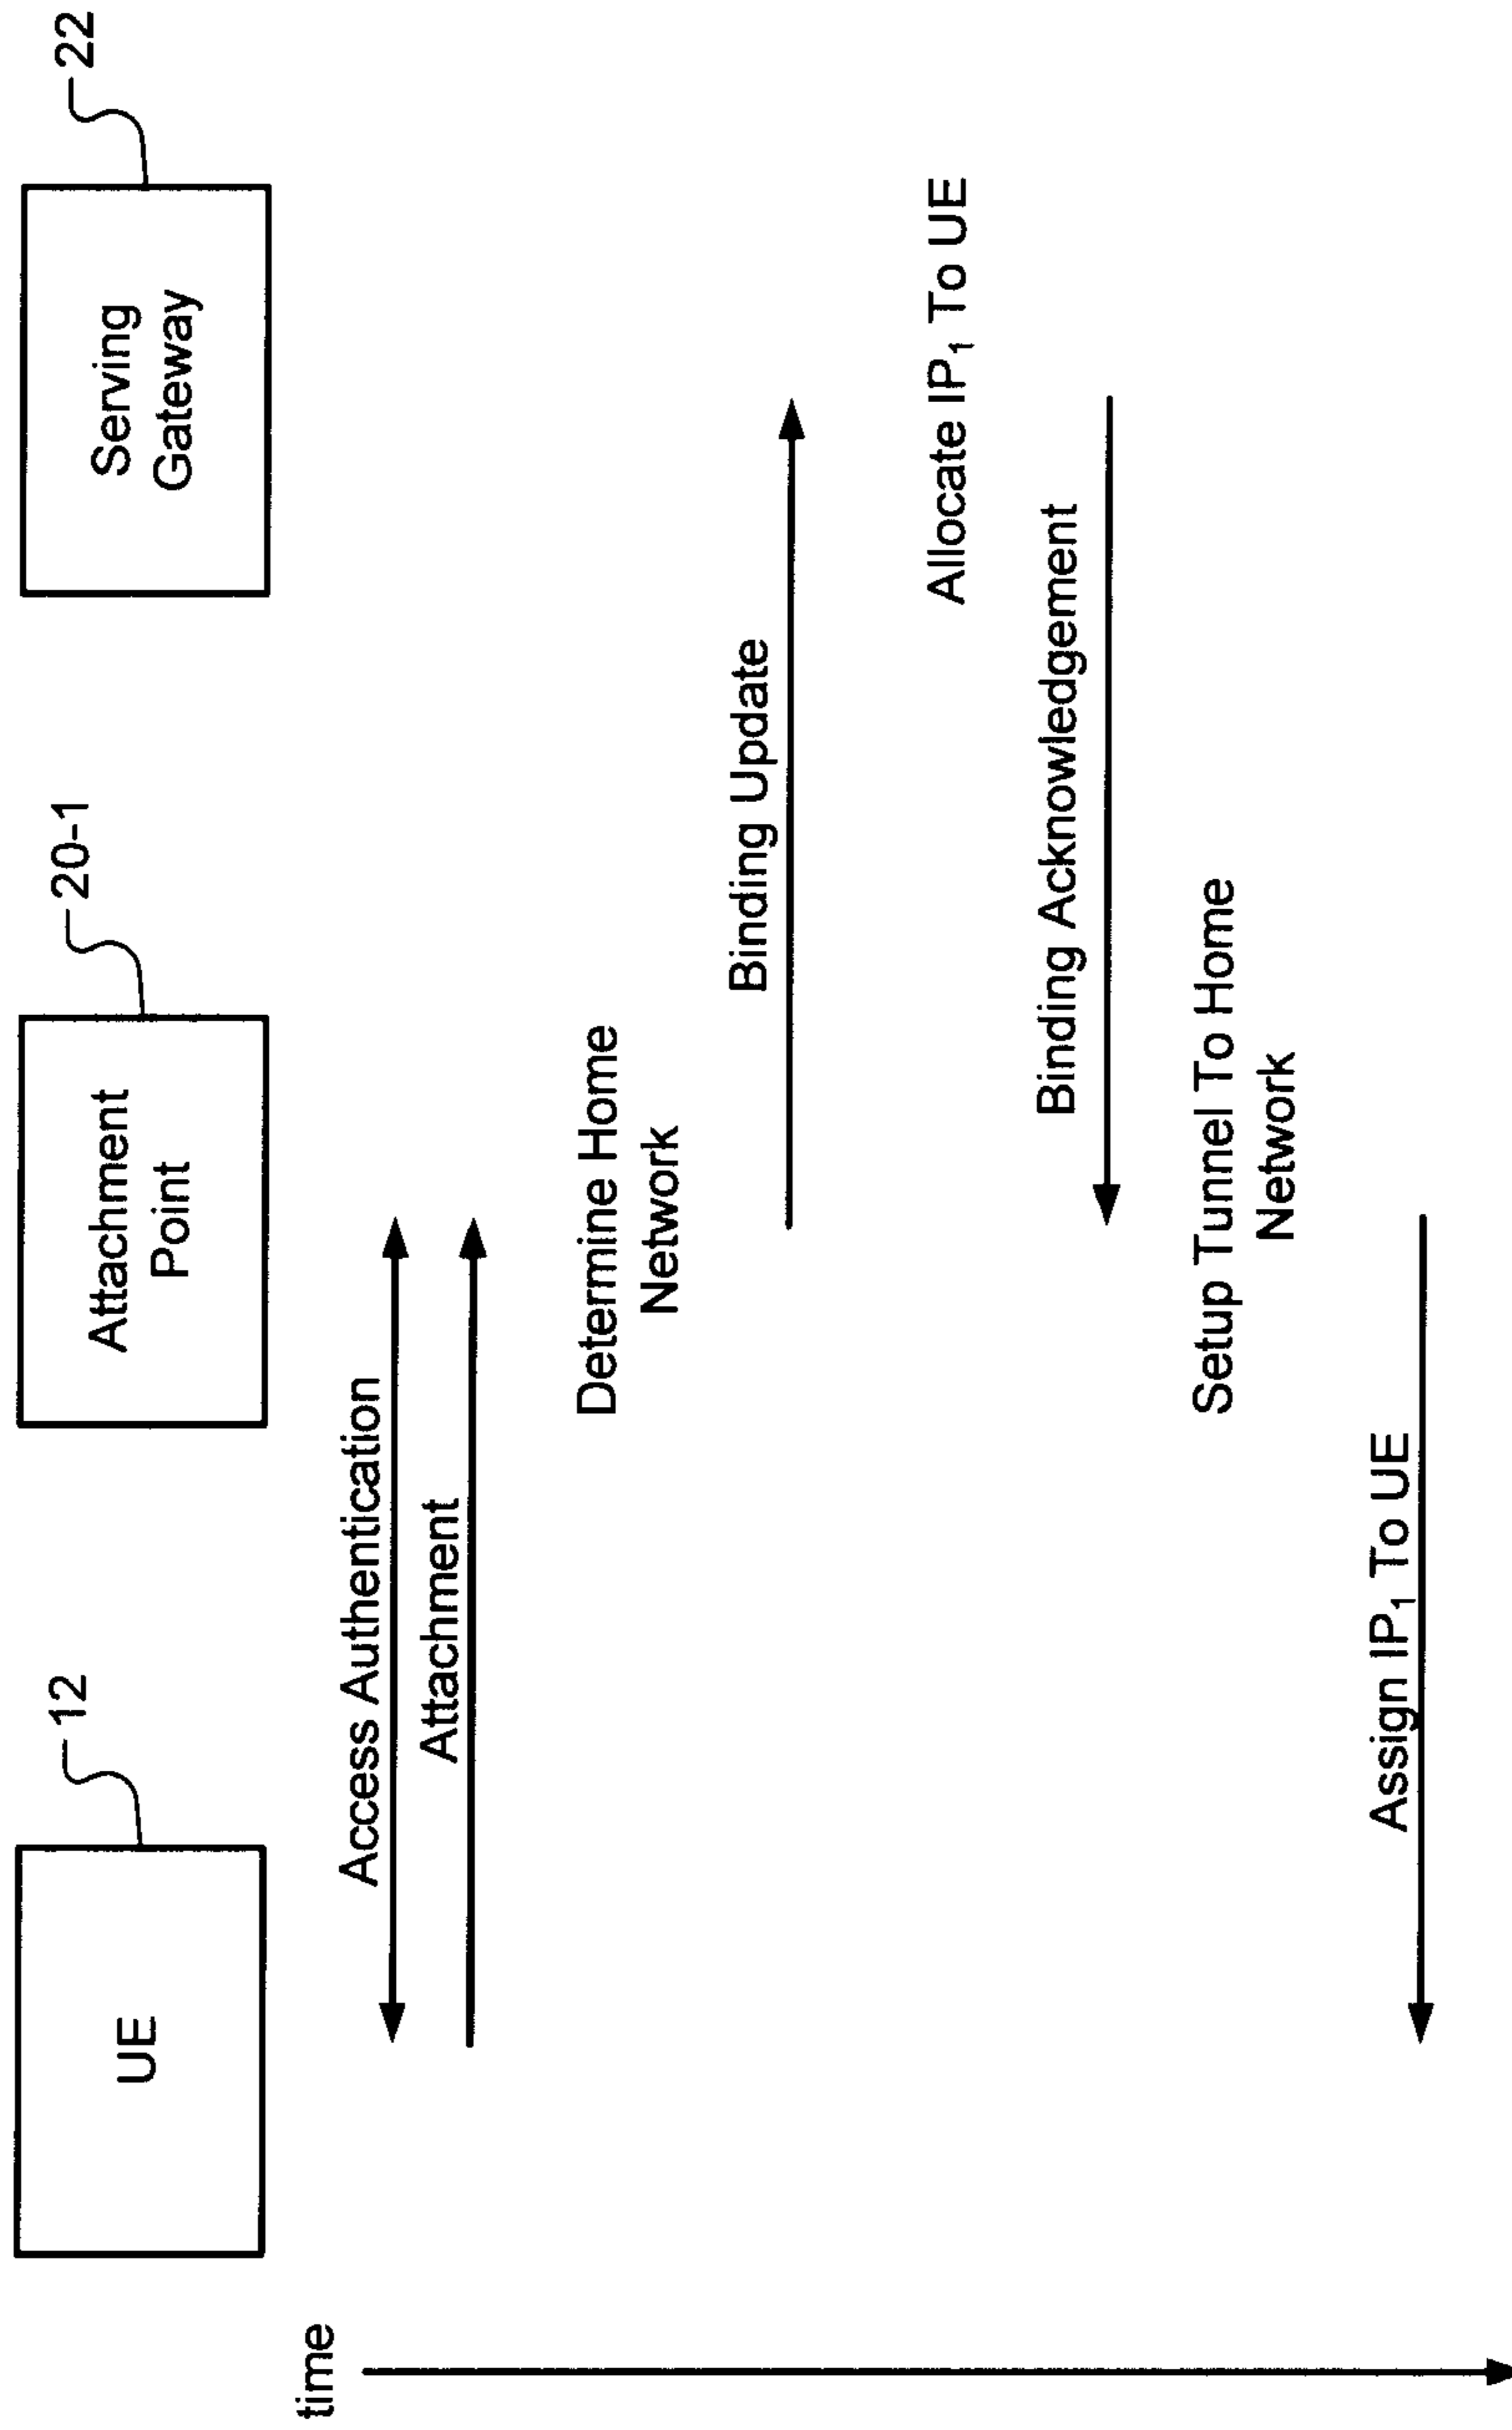 UE
12
Attachment
Point
20-1
Serving
Gateway
22
time
Access Authentication
Attachment
Determine Home
Network
Binding Update
Allocate IP₁ To UE
Binding Acknowledgement
Setup Tunnel To Home
Network
Assign IP₁ To UE